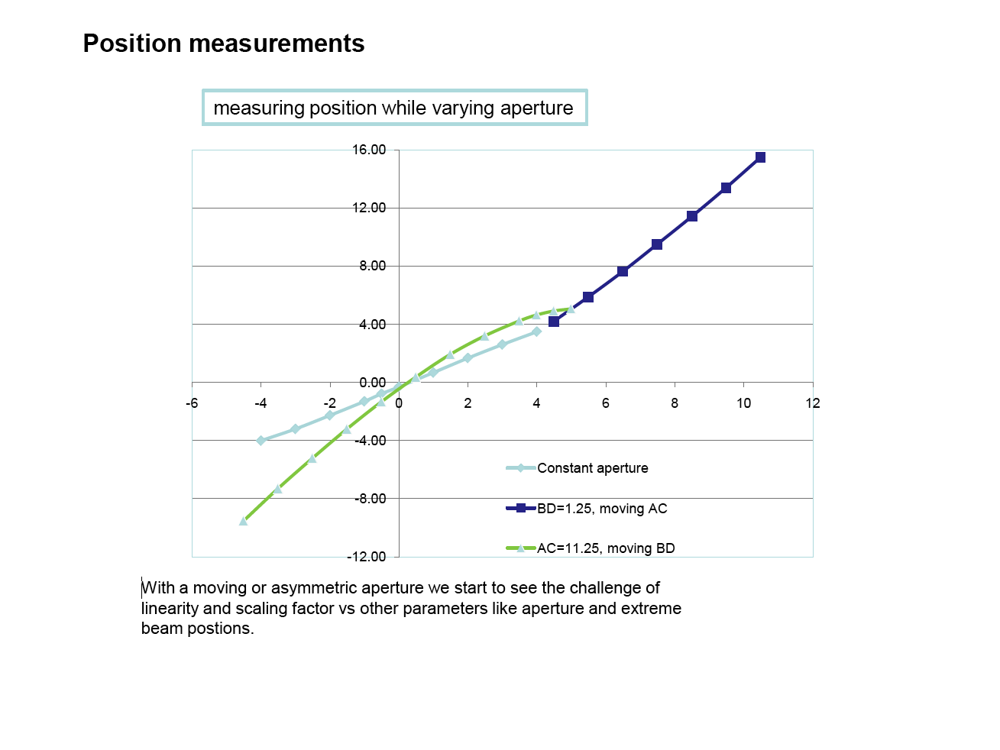 Position measurements
measuring position while varying aperture
16.00
12.00
8.00
4.00
0.00
-6 -4 -2 0 2 4 6 8 10 12
-4.00
Constant aperture
-8.00
BD=1.25, moving AC
AC=11.25, moving BD
-12.00
With a moving or asymmetric aperture we start to see the challenge of
linearity and scaling factor vs other parameters like aperture and extreme
beam postions.